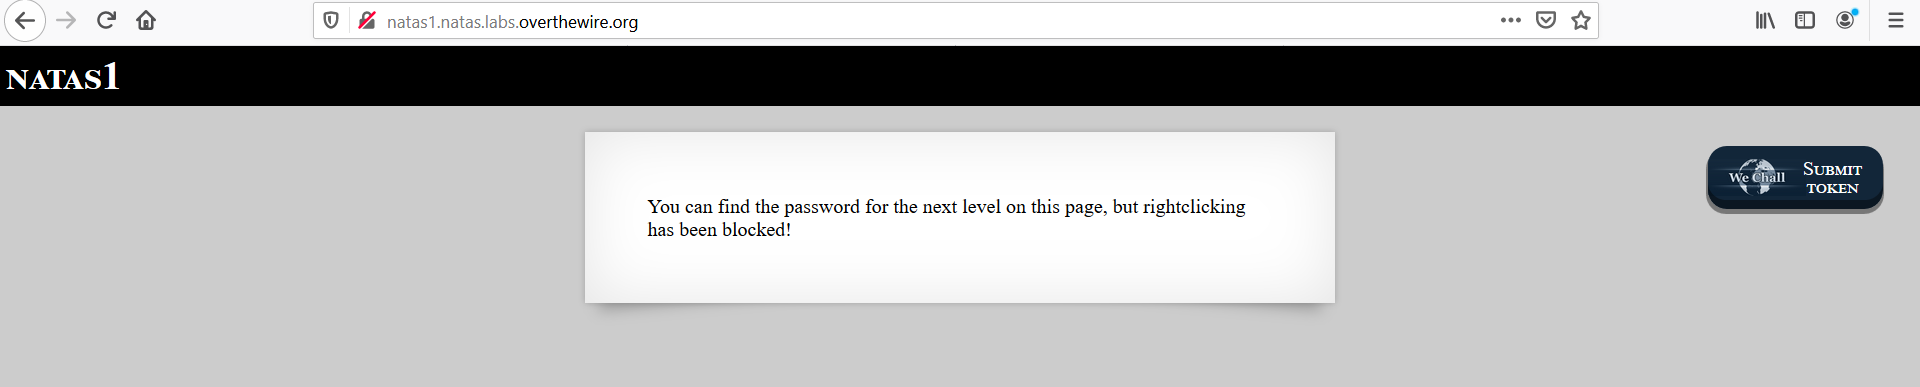 natas1.natas.labs.overthewire.org
NATAS1
You can find the password for the next level on this page, but rightclicking
has been blocked!
We Chall
SUBMIT
TOKEN